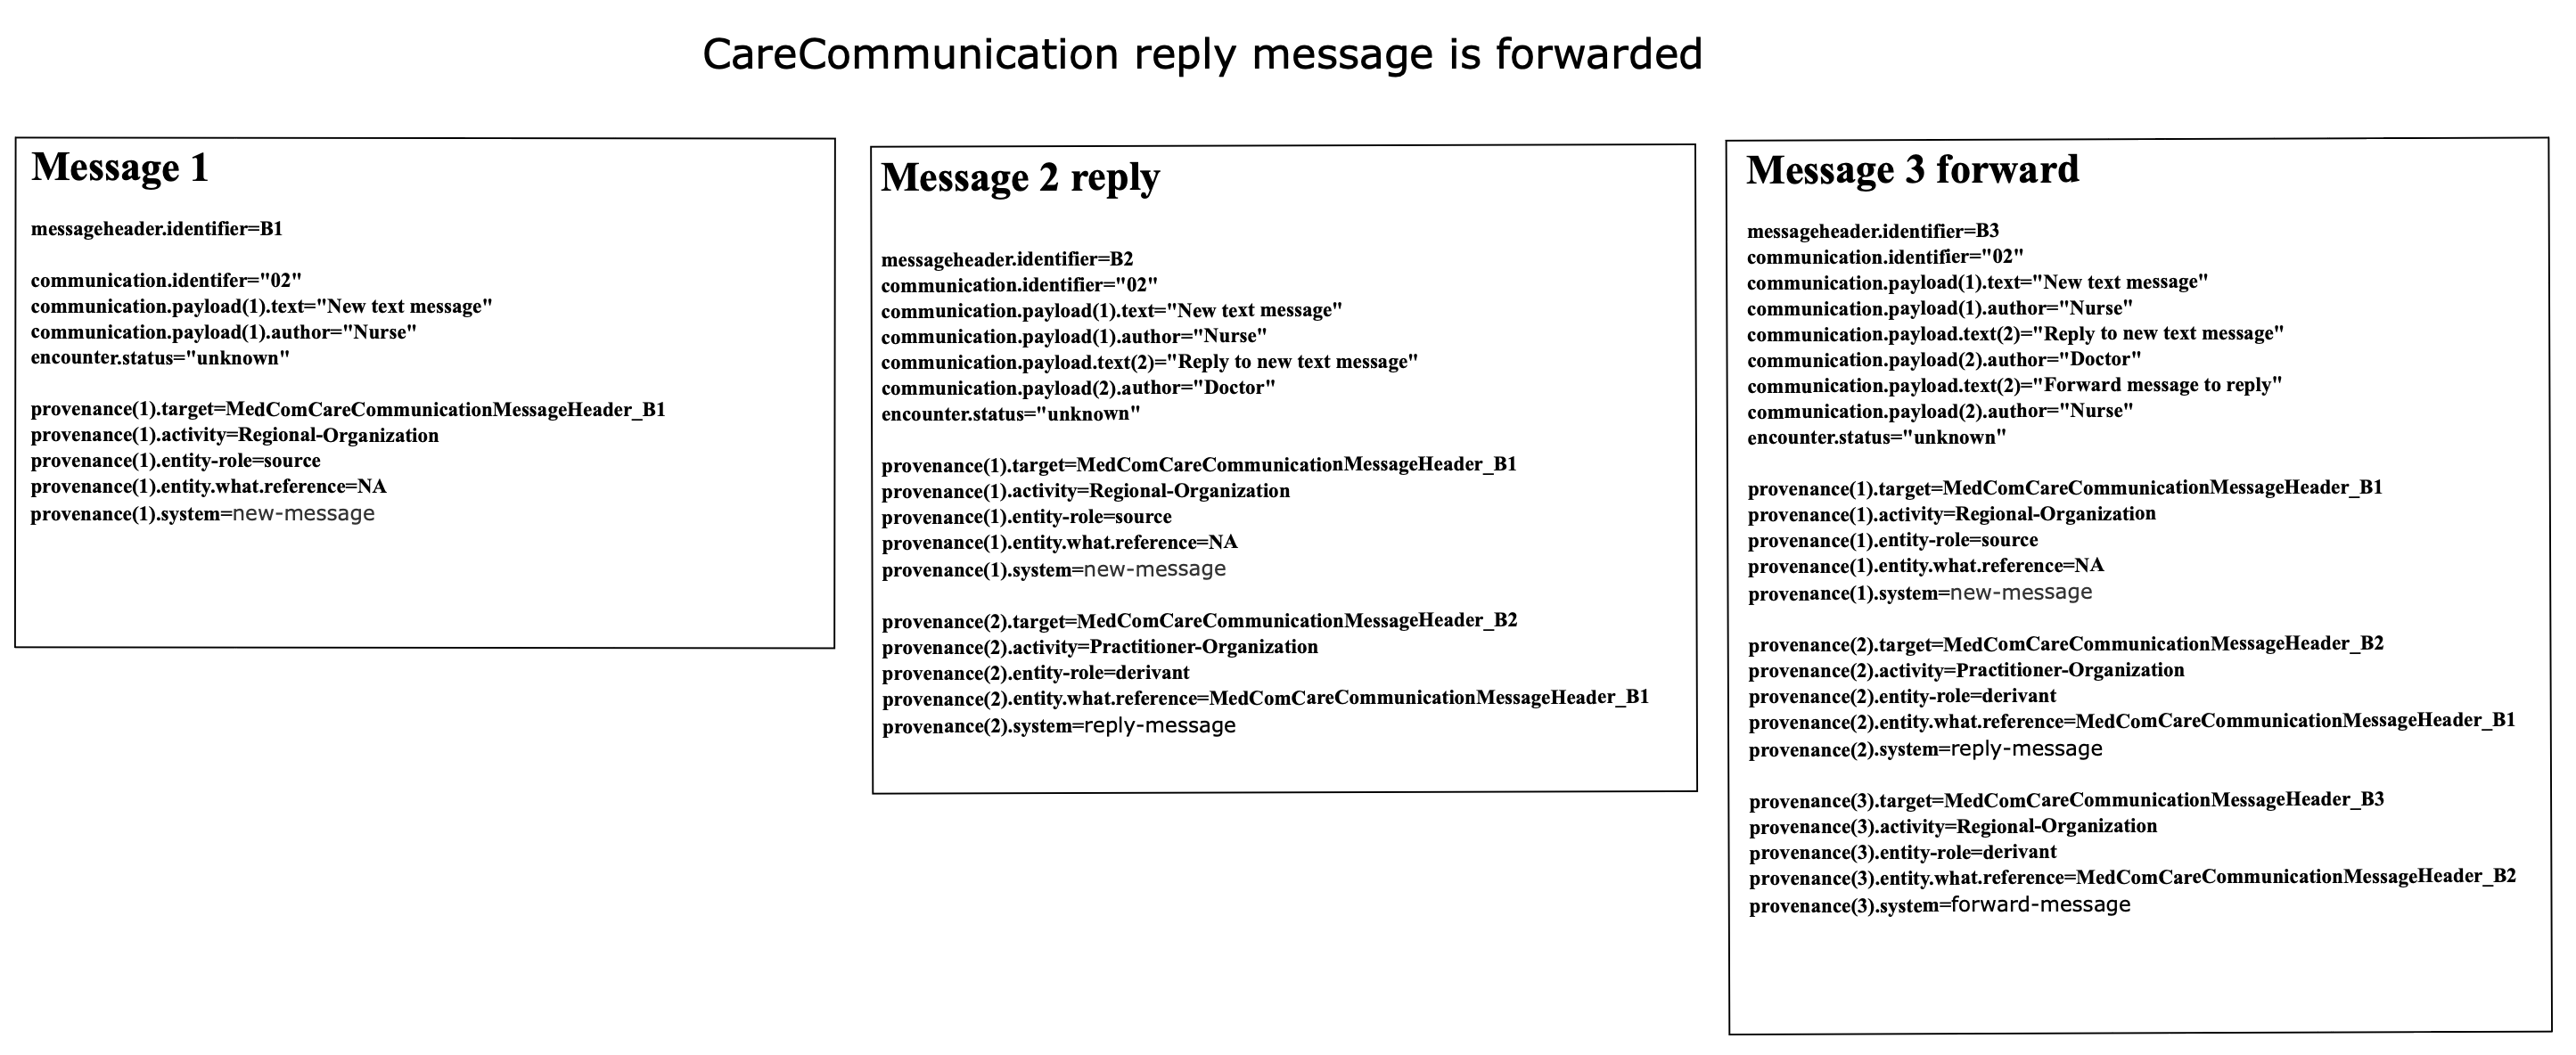 CareCommunication reply message is forwarded
Message 1
messageheader.identifier=B1
communication.identifer="02"
communication.payload(1).text="New text message"
communication.payload(1).author="Nurse"
encounter.status="unknown"
provenance(1).target=MedComCareCommunicationMessageHeader_B1
provenance(1).activity=Regional-Organization
provenance(1).entity-role=source
provenance(1).entity.what.reference=NA
provenance(1).system=new-message
Message 2 reply
messageheader.identifier=B2
communication.identifier="02"
communication.payload(1).text="New text message"
communication.payload(1).author="Nurse"
communication.payload.text(2)="Reply to new text message"
communication.payload(2).author="Doctor"
encounter.status="unknown"
provenance(1).target=MedComCareCommunicationMessageHeader_B1
provenance(1).activity=Regional-Organization
provenance(1).entity-role=source
provenance(1).entity.what.reference=NA
provenance(1).system=new-message
provenance(2).target=MedComCareCommunicationMessageHeader_B2
provenance(2).activity=Practitioner-Organization
provenance(2).entity-role=derivant
provenance(2).entity.what.reference=MedComCareCommunicationMessageHeader_B1
provenance(2).system=reply-message
Message 3 forward
messageheader.identifier=B3
communication.identifier="02"
communication.payload(1).text="New text message"
communication.payload(1).author="Nurse"
communication.payload.text(2)="Reply to new text message"
communication.payload(2).author="Doctor"
communication.payload.text(2)="Forward message to reply"
communication.payload(2).author="Nurse"
encounter.status="unknown"
provenance(1).target=MedComCareCommunicationMessageHeader_B1
provenance(1).activity=Regional-Organization
provenance(1).entity-role=source
provenance(1).entity.what.reference=NA
provenance(1).system=new-message
provenance(2).target=MedComCareCommunicationMessageHeader_B2
provenance(2).activity=Practitioner-Organization
provenance(2).entity-role=derivant
provenance(2).entity.what.reference=MedComCareCommunicationMessageHeader_B1
provenance(2).system=reply-message
provenance(3).target=MedComCareCommunicationMessageHeader_B3
provenance(3).activity=Regional-Organization
provenance(3).entity-role=derivant
provenance(3).entity.what.reference=MedComCareCommunicationMessageHeader_B2
provenance(3).system=forward-message